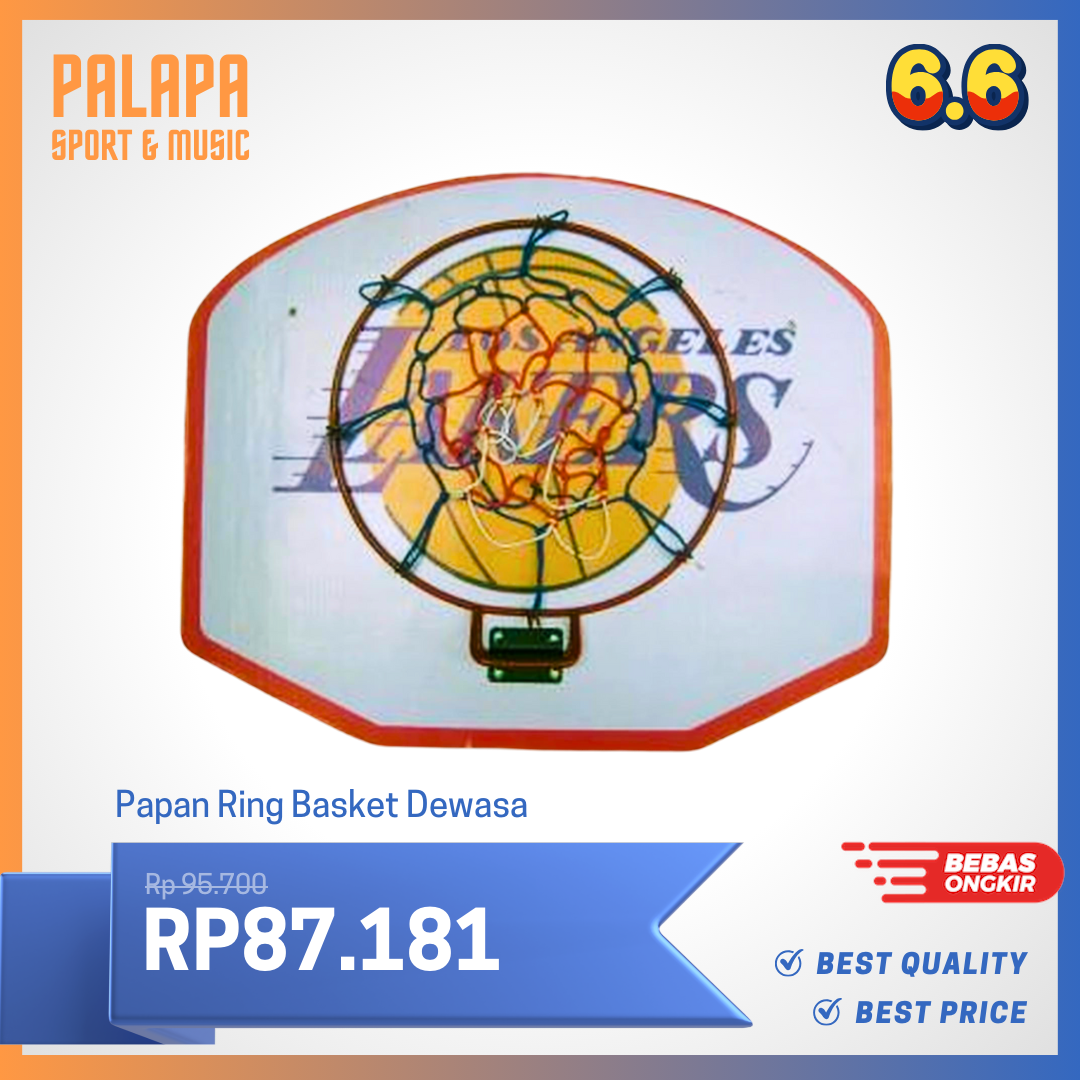 PALAPA
SPORT & MUSIC
6.6
LOS ANGELES
LAKERS
Papan Ring Basket Dewasa
Rp 95.700
RP87.181
BEBAS
ONGKIR
BEST QUALITY
BEST PRICE